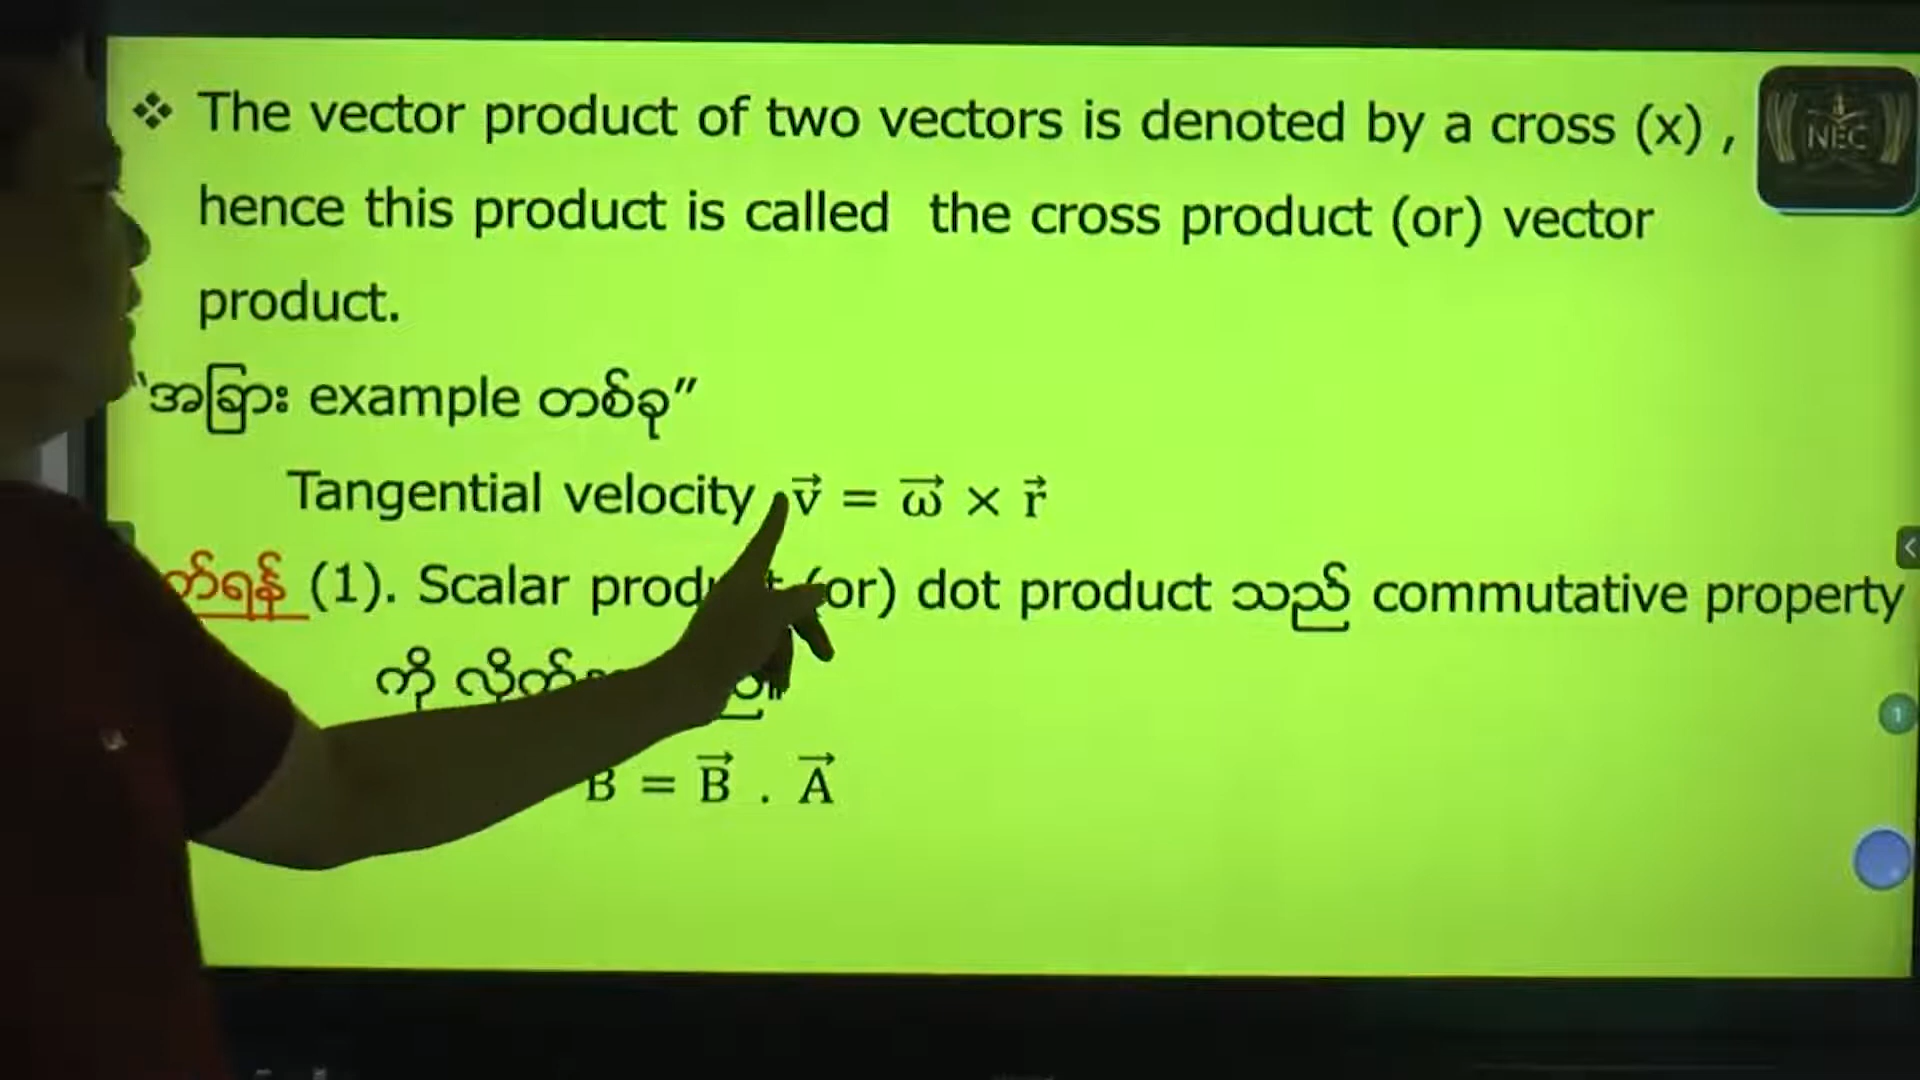 ❖ The vector product of two vectors is denoted by a cross (x) ,
hence this product is called the cross product (or) vector
product.
“အခြား example တစ်ခု”
Tangential velocity v⃗ = ω⃗ × r⃗
(1). Scalar product (or) dot product သည် commutative property
ကို
B = B⃗ . A⃗
NEC
1